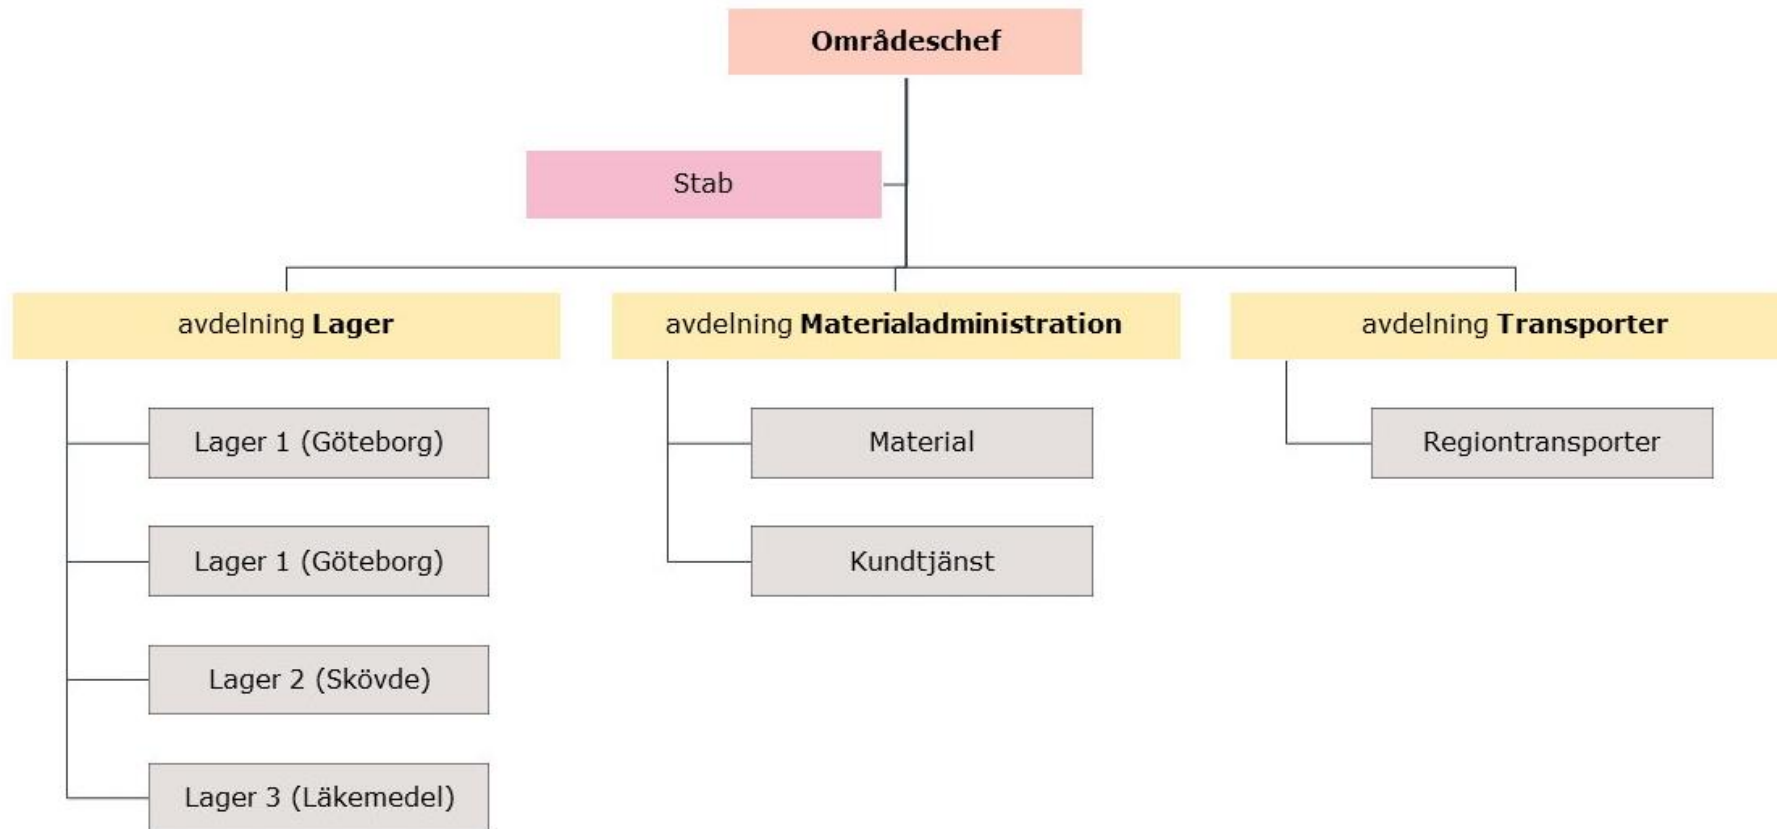 Områdeschef
Stab
avdelning Lager
avdelning Materialadministration
avdelning Transporter
Lager 1 (Göteborg)
Material
Regiontransporter
Lager 1 (Göteborg)
Kundtjänst
Lager 2 (Skövde)
Lager 3 (Läkemedel)